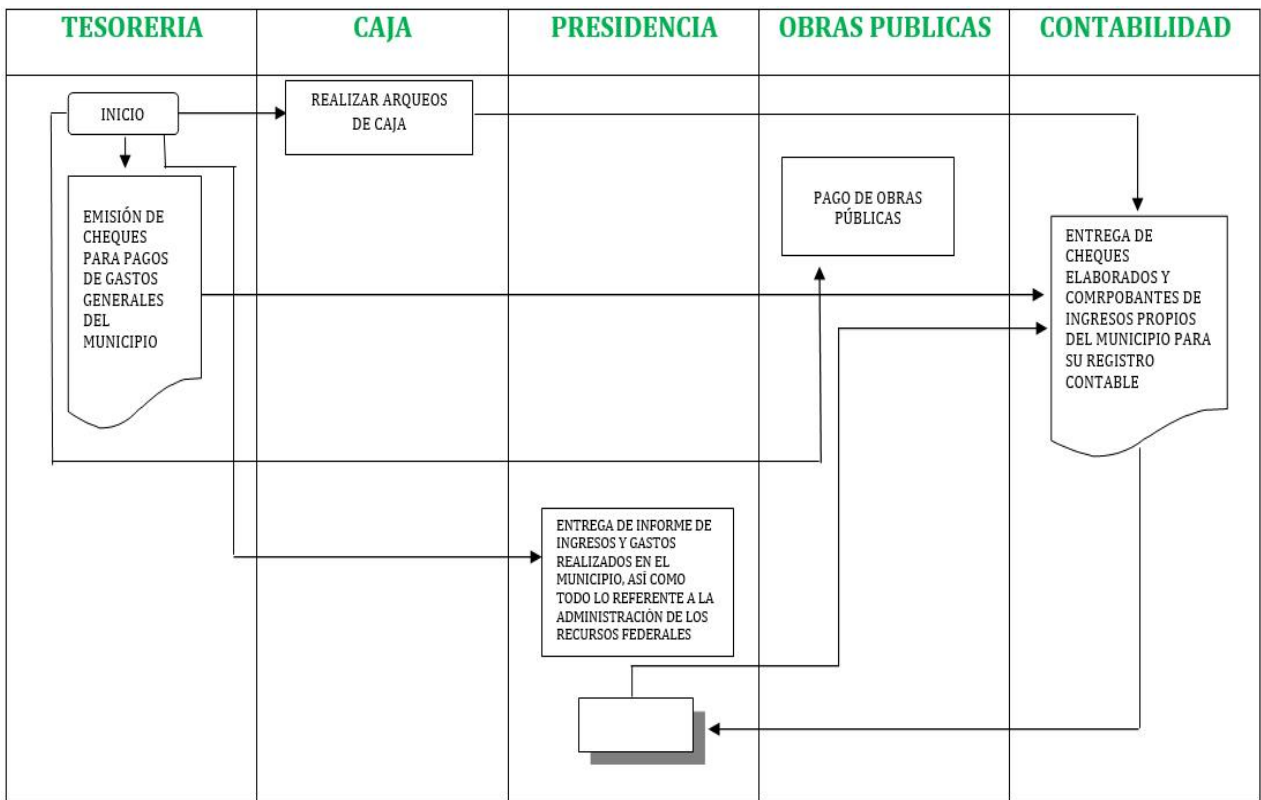 TESORERIA
CAJA
PRESIDENCIA
OBRAS PUBLICAS
CONTABILIDAD
INICIO
REALIZAR ARQUEOS
DE CAJA
EMISIÓN DE
CHEQUES
PARA PAGOS
DE GASTOS
GENERALES
DEL
MUNICIPIO
PAGO DE OBRAS
PÚBLICAS
ENTREGA DE
CHEQUES
ELABORADOS Y
COMRPOBANTES DE
INGRESOS PROPIOS
DEL MUNICIPIO PARA
SU REGISTRO
CONTABLE
ENTREGA DE INFORME DE
INGRESOS Y GASTOS
REALIZADOS EN EL
MUNICIPIO, ASÍ COMO
TODO LO REFERENTE A LA
ADMINISTRACIÓN DE LOS
RECURSOS FEDERALES